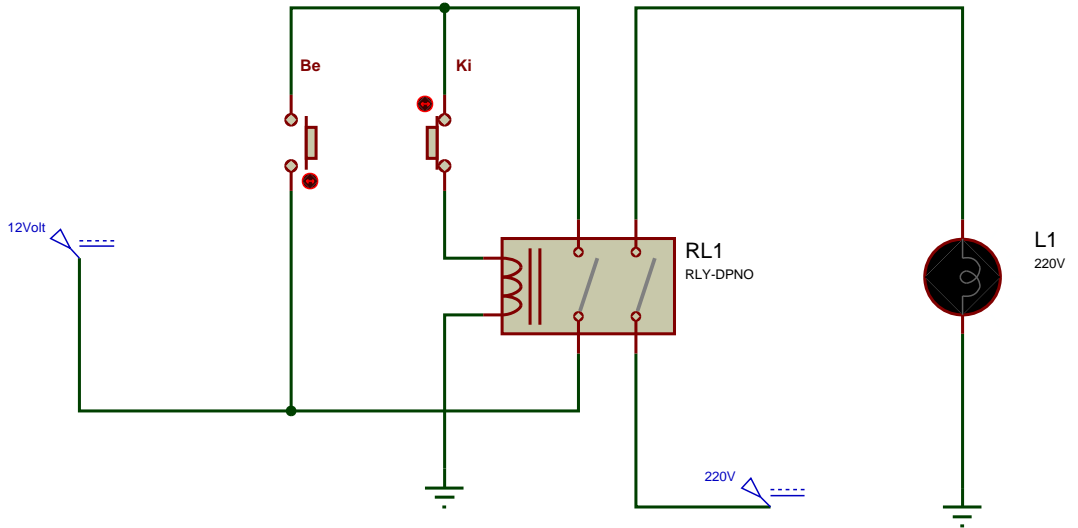 Be
Ki
12Volt
RL1
RLY-DPNO
L1
220V
220V